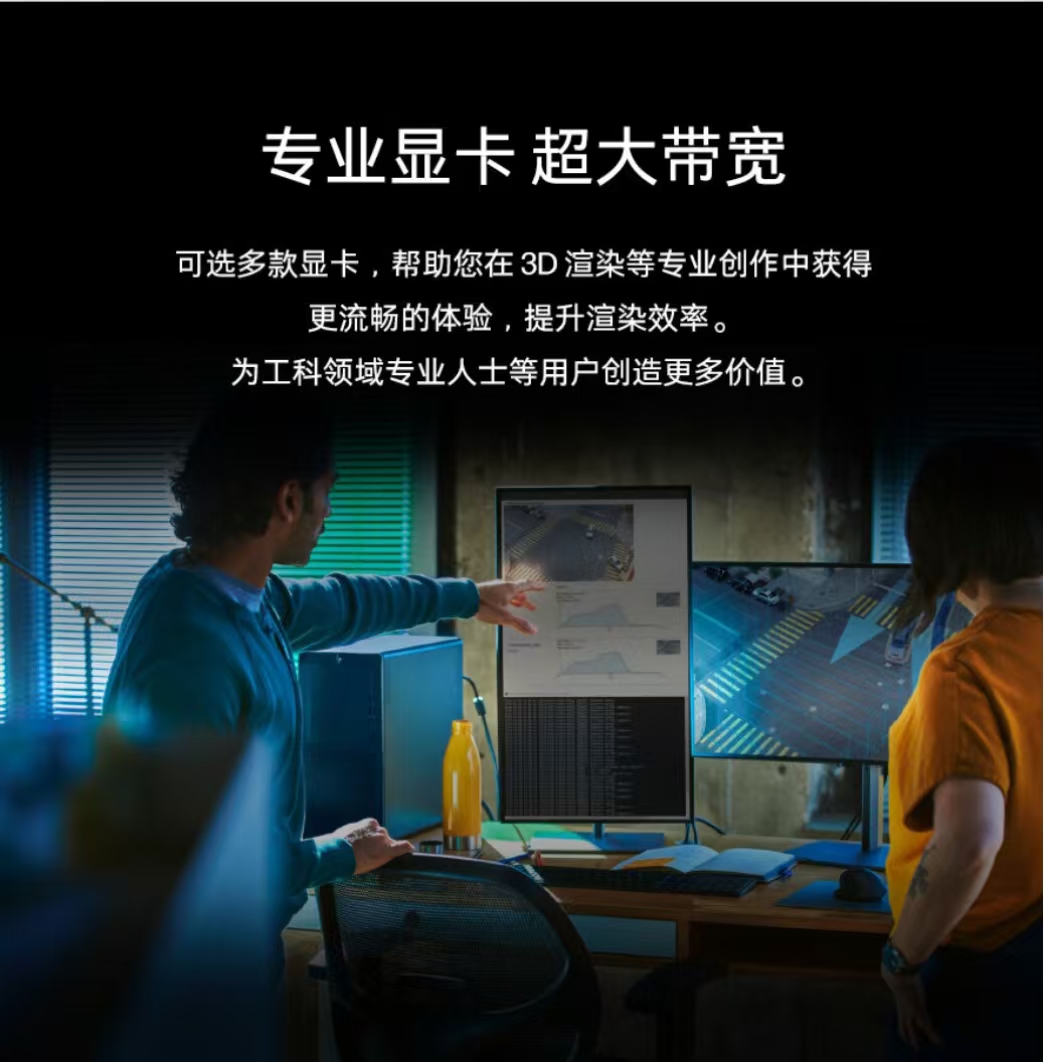 专业显卡 超大带宽
可选多款显卡，帮助您在 3D 渲染等专业创作中获得
更流畅的体验，提升渲染效率。
为工科领域专业人士等用户创造更多价值。